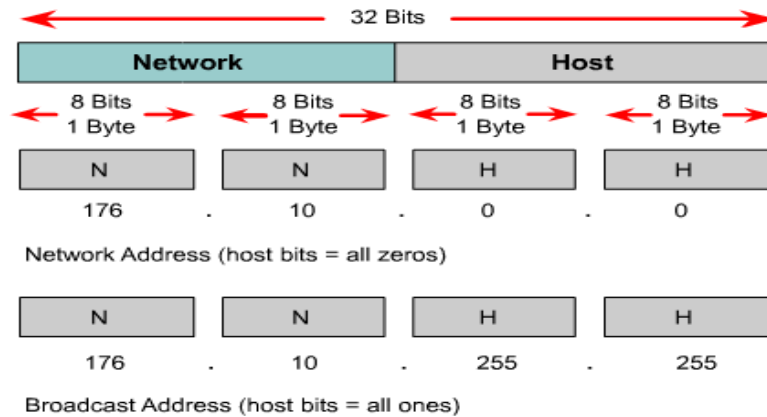 32 Bits
Network Host
8 Bits 8 Bits 8 Bits 8 Bits
1 Byte 1 Byte 1 Byte 1 Byte
N N H H
176 . 10 . 0 . 0
Network Address (host bits = all zeros)
N N H H
176 . 10 . 255 . 255
Broadcast Address (host bits = all ones)